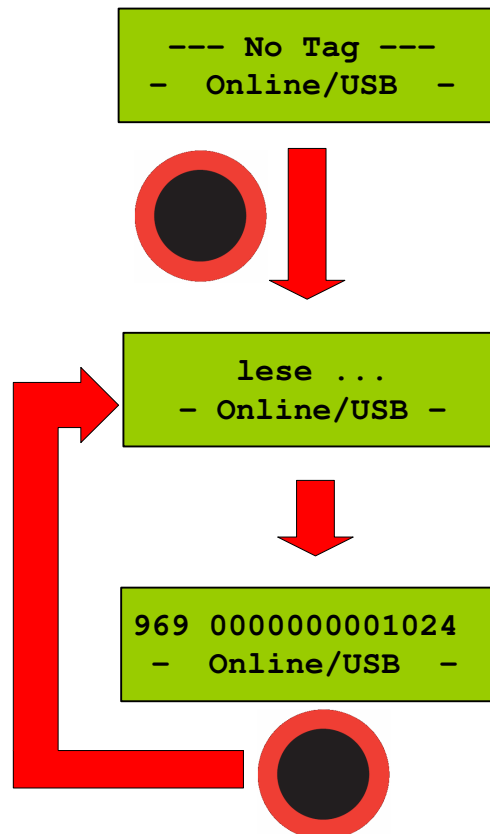 ––– No Tag –––
– Online/USB –
lese ...
– Online/USB –
969 0000000001024
– Online/USB –